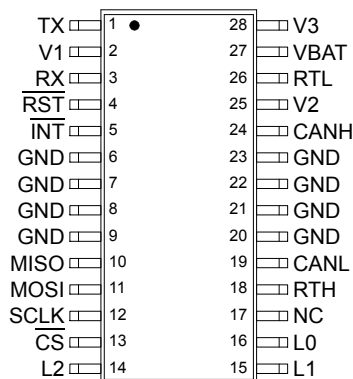 TX 1 28 V3
V1 2 27 VBAT
RX 3 26 RTL
RST 4 25 V2
INT 5 24 CANH
GND 6 23 GND
GND 7 22 GND
GND 8 21 GND
GND 9 20 GND
MISO 10 19 CANL
MOSI 11 18 RTH
SCLK 12 17 NC
CS 13 16 L0
L2 14 15 L1